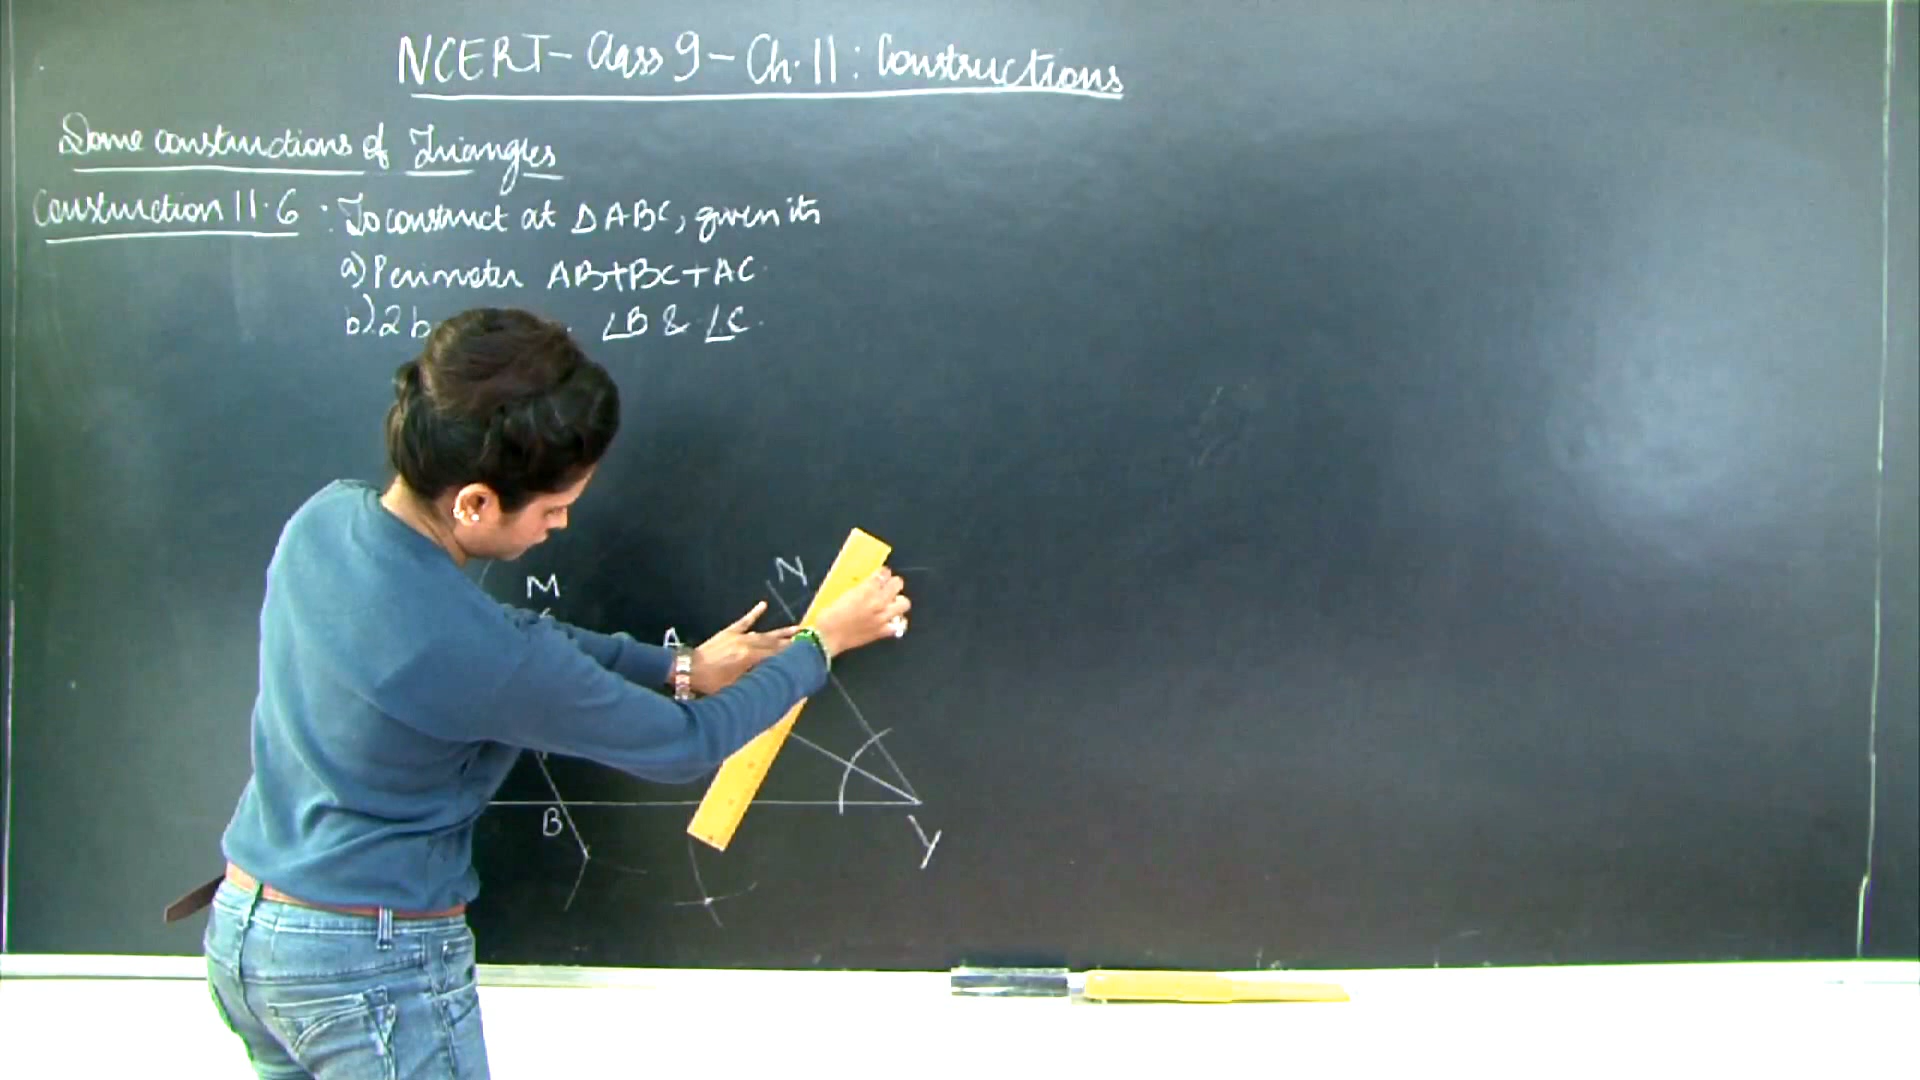 NCERT - Class 9 - Ch. 11 : Constructions
Some constructions of Triangles
Construction 11.6 : To construct at △ABC, given its
a) Perimeter AB+BC+AC.
b) 2 b ∠B & ∠C.
M
N
A
B
Y